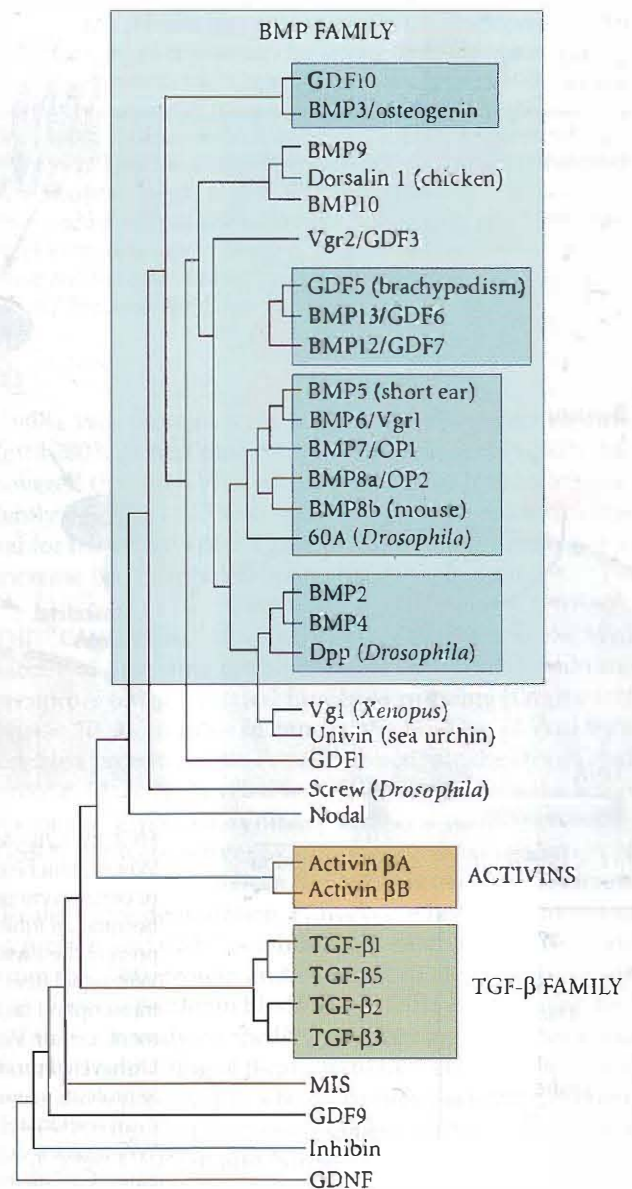 BMP FAMILY
GDF10
BMP3/osteogenin
BMP9
Dorsalin 1 (chicken)
BMP10
Vgr2/GDF3
GDF5 (brachypodism)
BMP13/GDF6
BMP12/GDF7
BMP5 (short ear)
BMP6/Vgr1
BMP7/OP1
BMP8a/OP2
BMP8b (mouse)
60A (Drosophila)
BMP2
BMP4
Dpp (Drosophila)
Vg1 (Xenopus)
Univin (sea urchin)
GDF1
Screw (Drosophila)
Nodal
Activin βA
Activin βB
ACTIVINS
TGF-β1
TGF-β5
TGF-β2
TGF-β3
TGF-β FAMILY
MIS
GDF9
Inhibin
GDNF